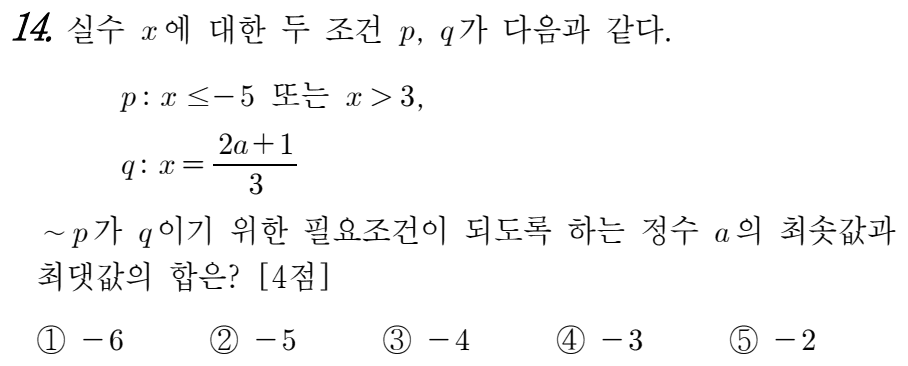 14. 실수 x에 대한 두 조건 p, q가 다음과 같다.
p : x ≤ -5 또는 x > 3,
q : x = (2a+1)/3
~p가 q이기 위한 필요조건이 되도록 하는 정수 a의 최솟값과
최댓값의 합은? [4점]
① -6 ② -5 ③ -4 ④ -3 ⑤ -2